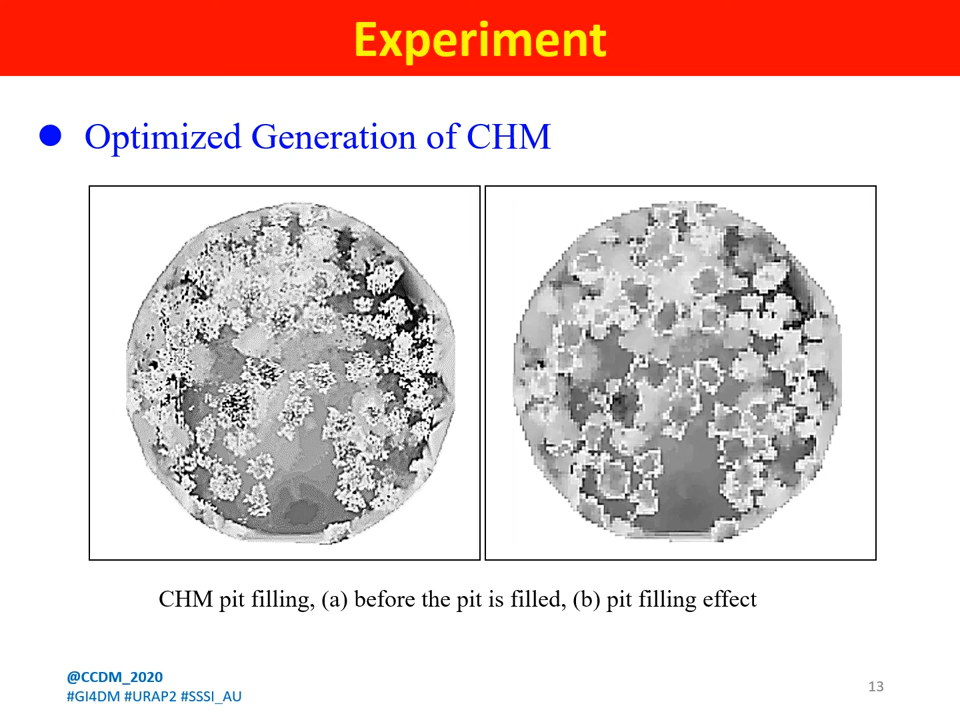 Experiment
Optimized Generation of CHM
CHM pit filling, (a) before the pit is filled, (b) pit filling effect
@CCDM_2020
#GI4DM #URAP2 #SSSI_AU
13